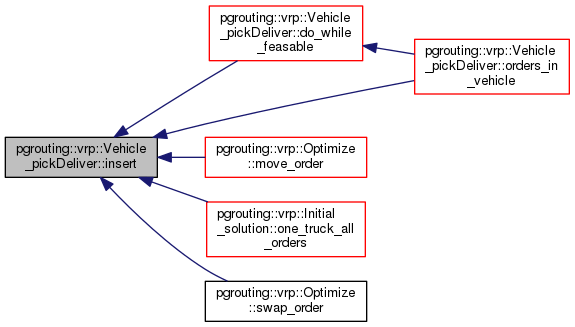 pgrouting::vrp::Vehicle
_pickDeliver::do_while
_feasable
pgrouting::vrp::Vehicle
_pickDeliver::orders_in
_vehicle
pgrouting::vrp::Vehicle
_pickDeliver::insert
pgrouting::vrp::Optimize
::move_order
pgrouting::vrp::Initial
_solution::one_truck_all
_orders
pgrouting::vrp::Optimize
::swap_order